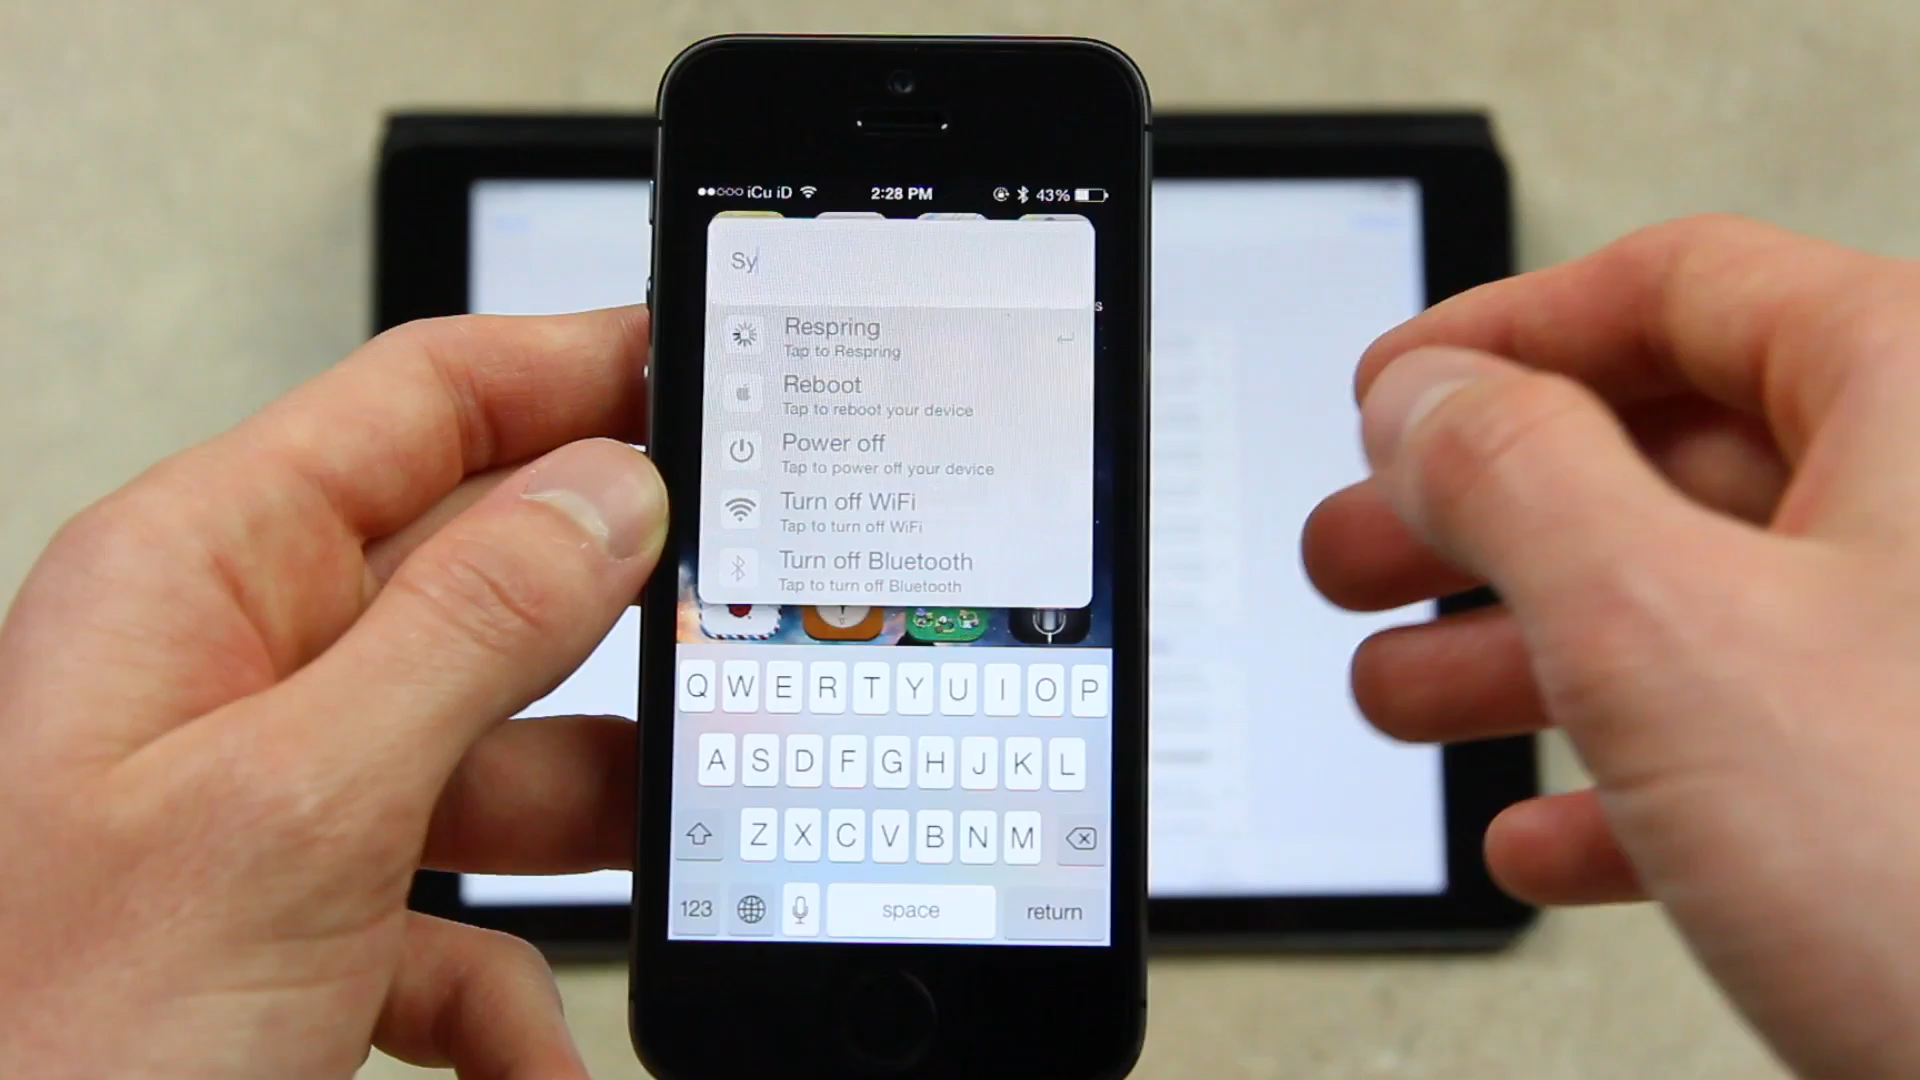 iCu iD 2:28 PM 43%
Sy
s
Respring
Tap to Respring
Reboot
Tap to reboot your device
Power off
Tap to power off your device
Turn off WiFi
Tap to turn off WiFi
Turn off Bluetooth
Tap to turn off Bluetooth
Q W E R T Y U I O P
A S D F G H J K L
Z X C V B N M
123 space return